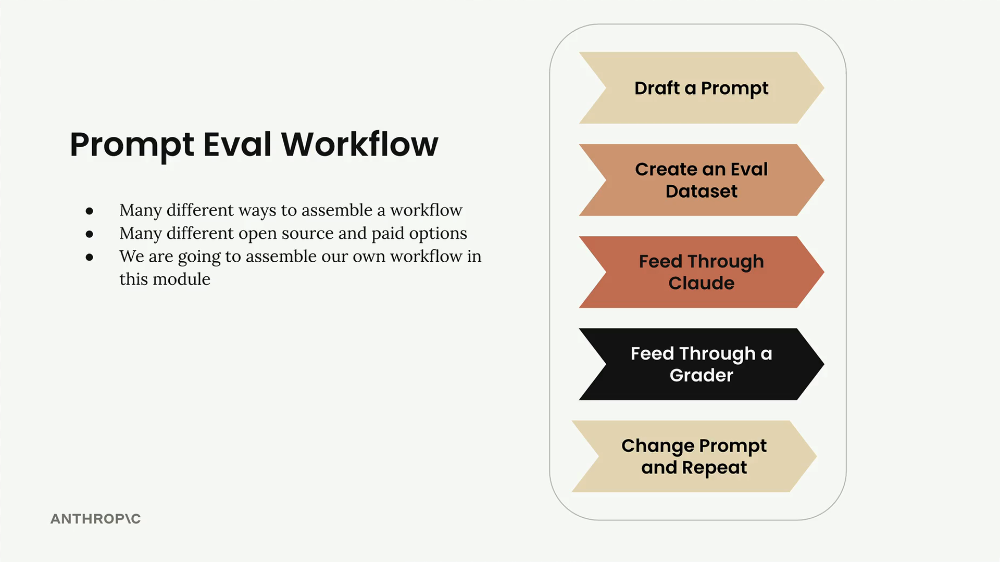 Prompt Eval Workflow
● Many different ways to assemble a workflow
● Many different open source and paid options
● We are going to assemble our own workflow in
this module
Draft a Prompt
Create an Eval
Dataset
Feed Through
Claude
Feed Through a
Grader
Change Prompt
and Repeat
ANTHROP\C